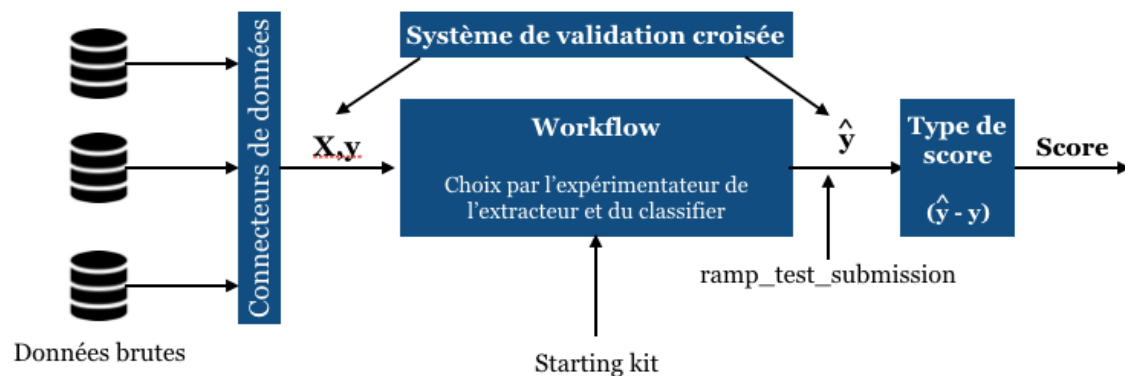 Système de validation croisée
Connecteurs de données
X,y
Workflow
Choix par l'expérimentateur de
l'extracteur et du classifier
ŷ
Type de
score
(ŷ - y)
Score
ramp_test_submission
Données brutes
Starting kit